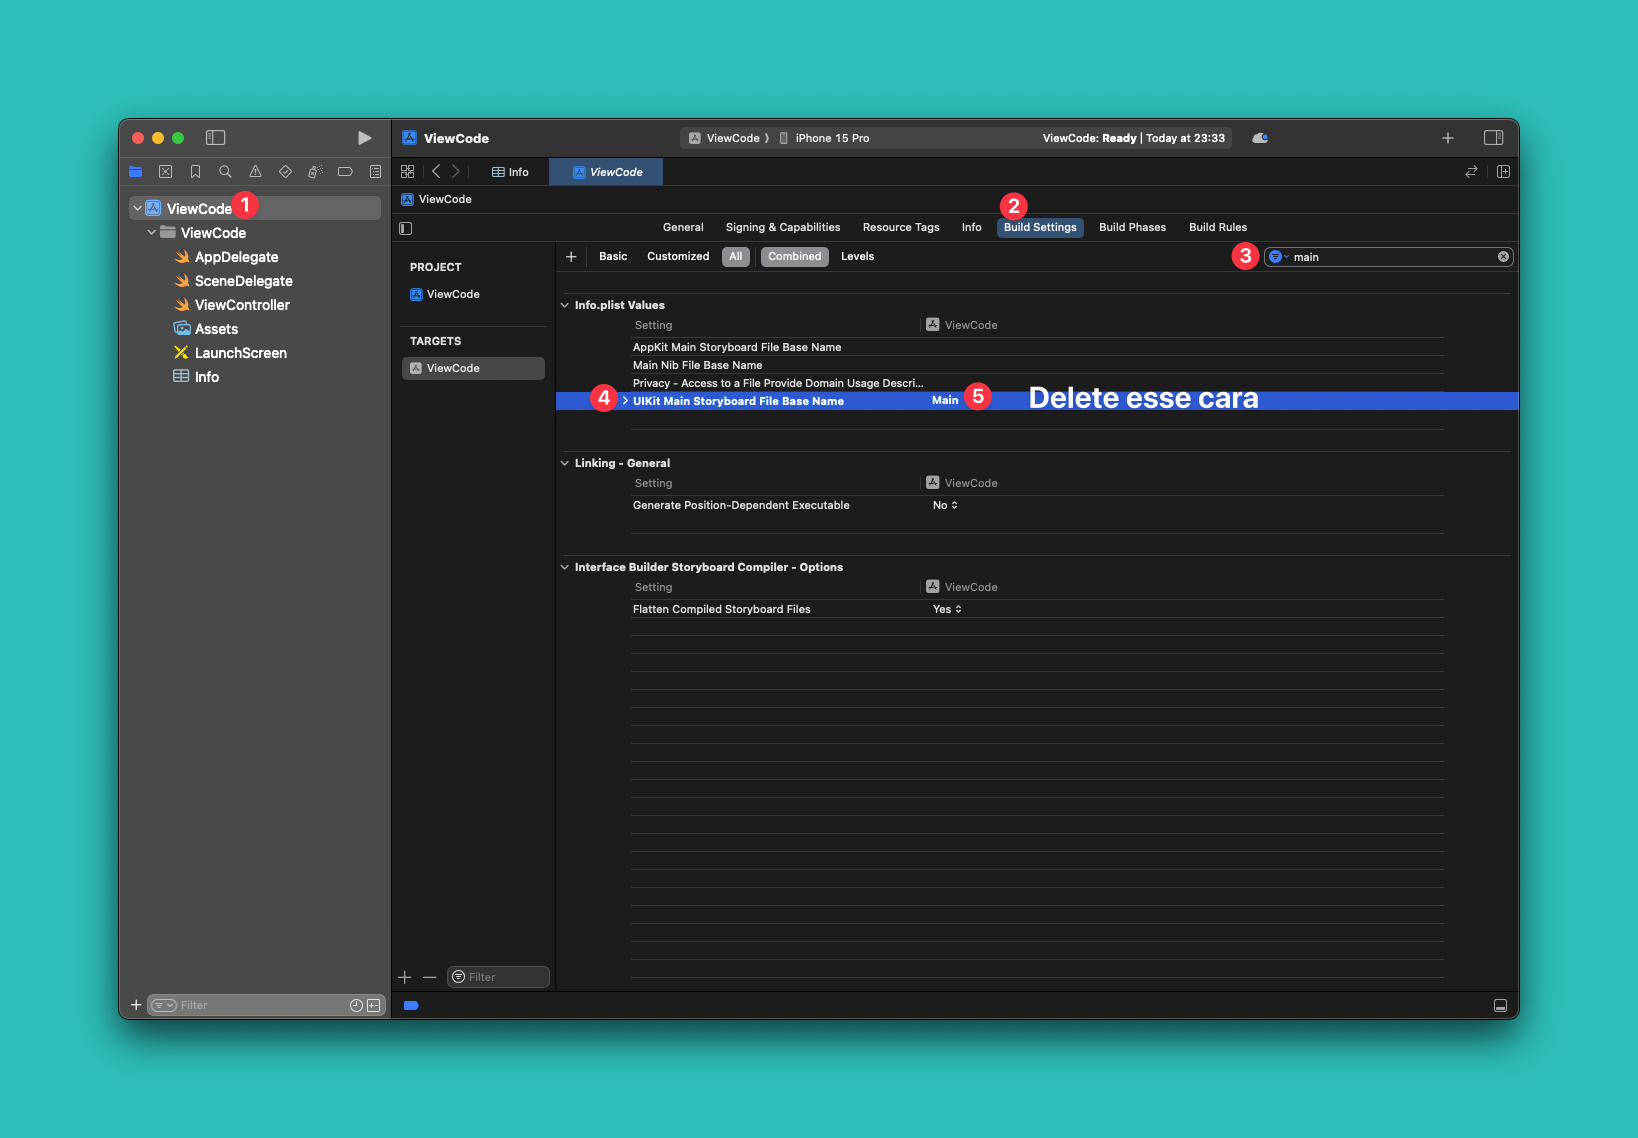 ViewCode
ViewCode 〉 iPhone 15 Pro
ViewCode: Ready | Today at 23:33
Info
ViewCode
ViewCode
ViewCode 1
ViewCode
AppDelegate
SceneDelegate
ViewController
Assets
LaunchScreen
Info
Filter
2
General
Signing & Capabilities
Resource Tags
Info
Build Settings
Build Phases
Build Rules
PROJECT
ViewCode
TARGETS
ViewCode
Filter
Basic
Customized
All
Combined
Levels
3
main
Info.plist Values
Setting ViewCode
AppKit Main Storyboard File Base Name
Main Nib File Base Name
Privacy - Access to a File Provide Domain Usage Descri...
4 UIKit Main Storyboard File Base Name Main 5 Delete esse cara
Linking - General
Setting ViewCode
Generate Position-Dependent Executable No
Interface Builder Storyboard Compiler - Options
Setting ViewCode
Flatten Compiled Storyboard Files Yes